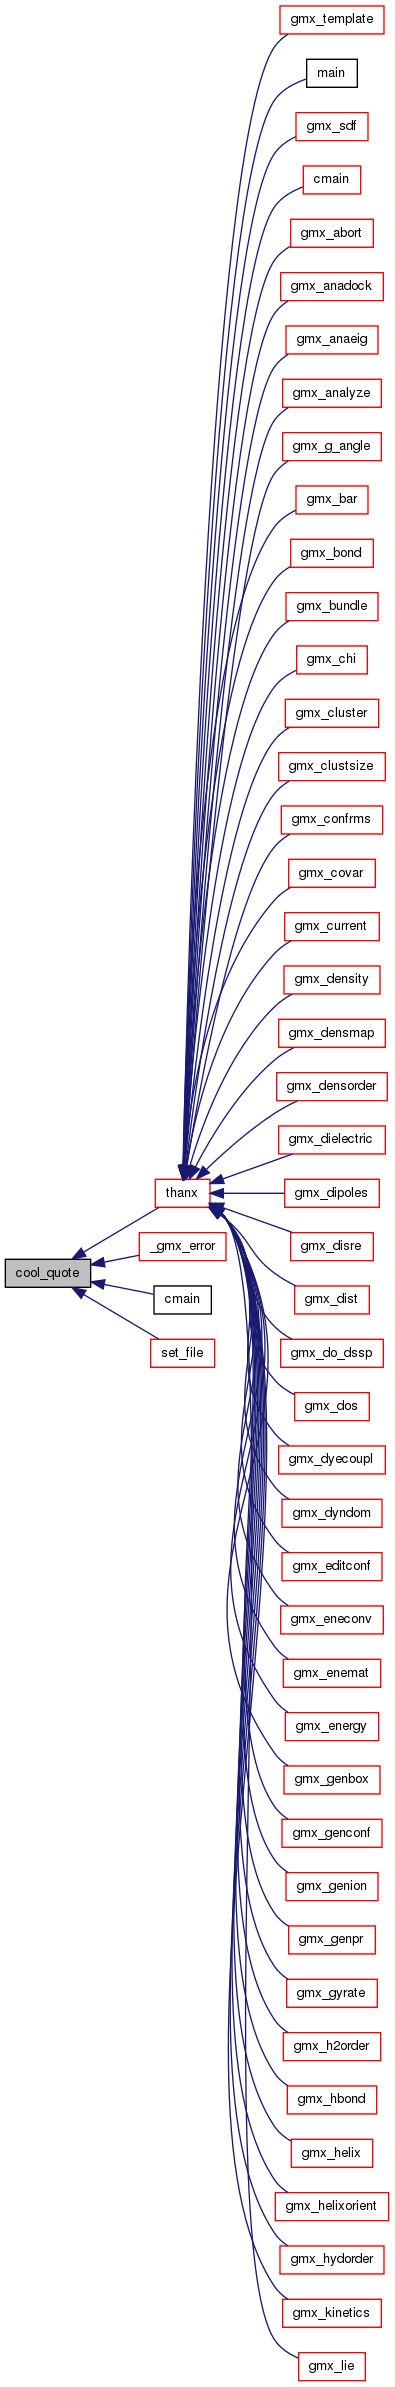 gmx_template
main
gmx_sdf
cmain
gmx_abort
gmx_anadock
gmx_anaeig
gmx_analyze
gmx_g_angle
gmx_bar
gmx_bond
gmx_bundle
gmx_chi
gmx_cluster
gmx_clustsize
gmx_confrms
gmx_covar
gmx_current
gmx_density
gmx_densmap
gmx_densorder
gmx_dielectric
thanx
gmx_dipoles
_gmx_error
gmx_disre
cool_quote
cmain
gmx_dist
set_file
gmx_do_dssp
gmx_dos
gmx_dyecoupl
gmx_dyndom
gmx_editconf
gmx_eneconv
gmx_enemat
gmx_energy
gmx_genbox
gmx_genconf
gmx_genion
gmx_genpr
gmx_gyrate
gmx_h2order
gmx_hbond
gmx_helix
gmx_helixorient
gmx_hydorder
gmx_kinetics
gmx_lie